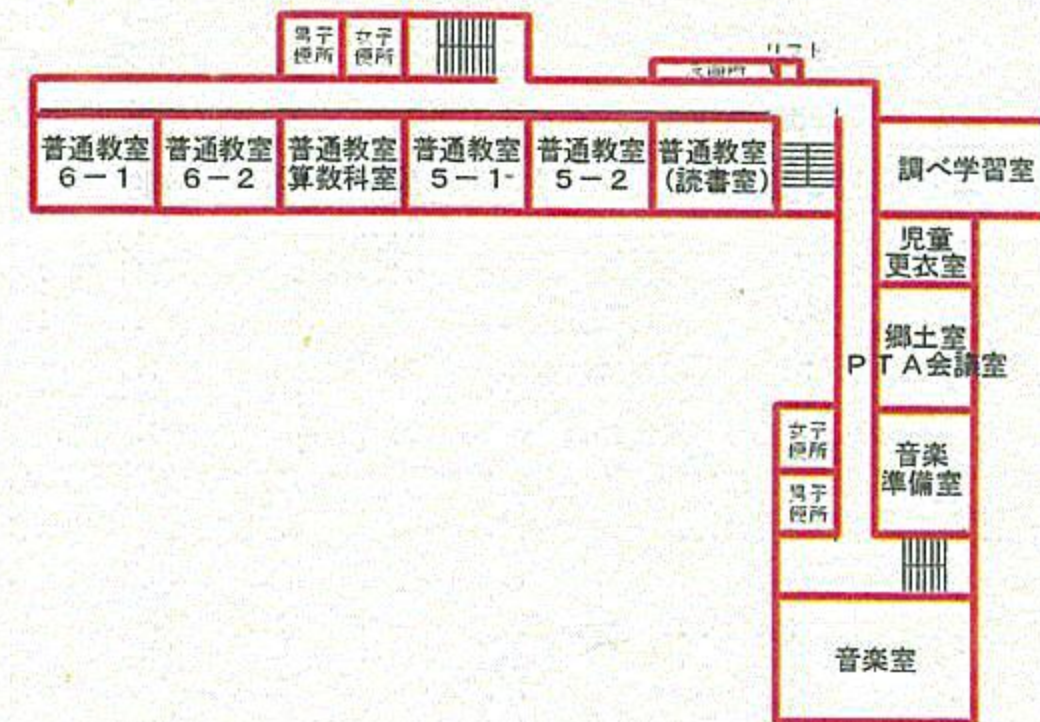 男子
便所
女子
便所
リフト
普通教室
6－1
普通教室
6－2
普通教室
算数科室
普通教室
5－1
普通教室
5－2
普通教室
(読書室)
調べ学習室
児童
更衣室
郷土室
PTA会議室
女子
便所
男子
便所
音楽
準備室
音楽室